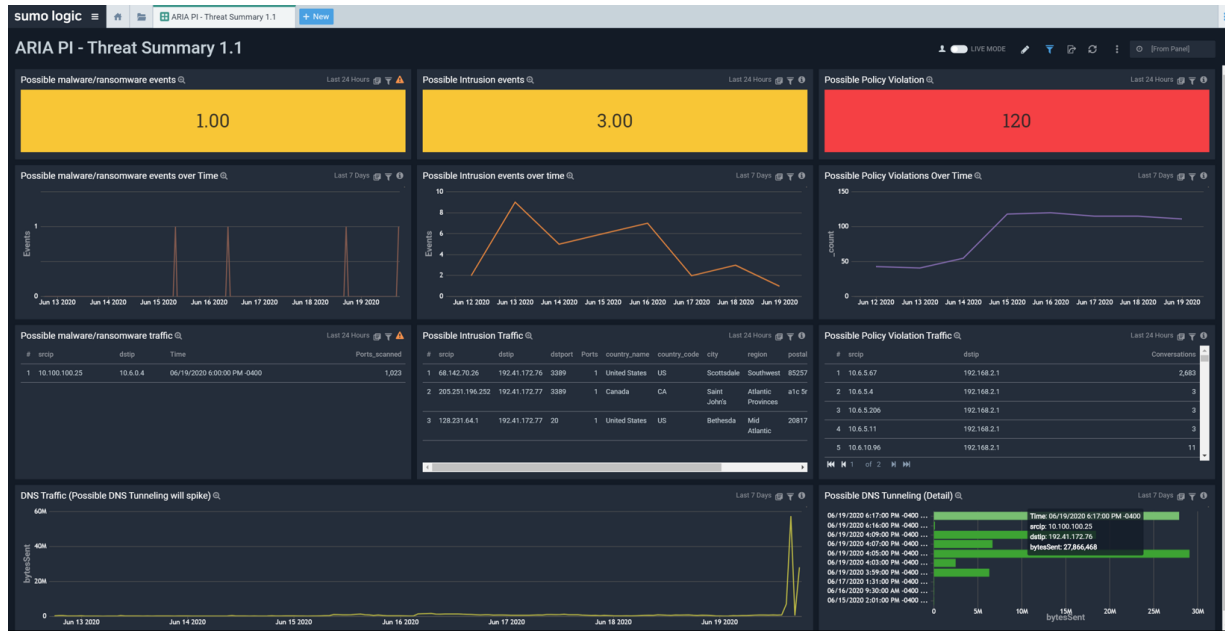 sumo logic
ARIA PI - Threat Summary 1.1
+ New
ARIA PI - Threat Summary 1.1
LIVE MODE
[From Panel]
Possible malware/ransomware events
Last 24 Hours
1.00
Possible Intrusion events
Last 24 Hours
3.00
Possible Policy Violation
Last 24 Hours
120
Possible malware/ransomware events over Time
Last 7 Days
Events
1
0
Jun 13 2020 Jun 14 2020 Jun 15 2020 Jun 16 2020 Jun 17 2020 Jun 18 2020 Jun 19 2020
Possible Intrusion events over time
Last 7 Days
Events
10
8
6
4
2
0
Jun 12 2020 Jun 13 2020 Jun 14 2020 Jun 15 2020 Jun 16 2020 Jun 17 2020 Jun 18 2020 Jun 19 2020
Possible Policy Violations Over Time
Last 7 Days
_count
150
100
50
0
Jun 12 2020 Jun 13 2020 Jun 14 2020 Jun 15 2020 Jun 16 2020 Jun 17 2020 Jun 18 2020 Jun 19 2020
Possible malware/ransomware traffic
Last 24 Hours
# srcip dstip Time Ports_scanned
1 10.100.100.25 10.6.0.4 06/19/2020 6:00:00 PM -0400 1,023
Possible Intrusion Traffic
Last 24 Hours
# srcip dstip dstport Ports country_name country_code city region postal
1 68.142.70.26 192.41.172.76 3389 1 United States US Scottsdale Southwest 85257
2 205.251.196.252 192.41.172.77 3389 1 Canada CA Saint John's Atlantic Provinces a1c 5r
3 128.231.64.1 192.41.172.77 20 1 United States US Bethesda Mid Atlantic 20817
Possible Policy Violation Traffic
Last 24 Hours
# srcip dstip Conversations
1 10.6.5.67 192.168.2.1 2,683
2 10.6.5.4 192.168.2.1 3
3 10.6.5.206 192.168.2.1 3
4 10.6.5.11 192.168.2.1 3
5 10.6.10.96 192.168.2.1 11
1 of 2
DNS Traffic (Possible DNS Tunneling will spike)
Last 7 Days
bytesSent
60M
40M
20M
0
Jun 13 2020 Jun 14 2020 Jun 15 2020 Jun 16 2020 Jun 17 2020 Jun 18 2020 Jun 19 2020
Possible DNS Tunneling (Detail)
Last 7 Days
06/19/2020 6:17:00 PM -0400 ...
06/19/2020 6:16:00 PM -0400 ...
06/19/2020 4:09:00 PM -0400 ...
06/19/2020 4:07:00 PM -0400 ...
06/19/2020 4:05:00 PM -0400 ...
06/19/2020 4:03:00 PM -0400 ...
06/19/2020 3:59:00 PM -0400 ...
06/17/2020 1:31:00 PM -0400 ...
06/16/2020 9:30:00 AM -0400 ...
06/15/2020 2:01:00 PM -0400 ...
Time: 06/19/2020 6:17:00 PM -0400
srcip: 10.100.100.25
dstip: 192.41.172.76
bytesSent: 27,866,468
0 5M 10M 15M 20M 25M 30M
bytesSent